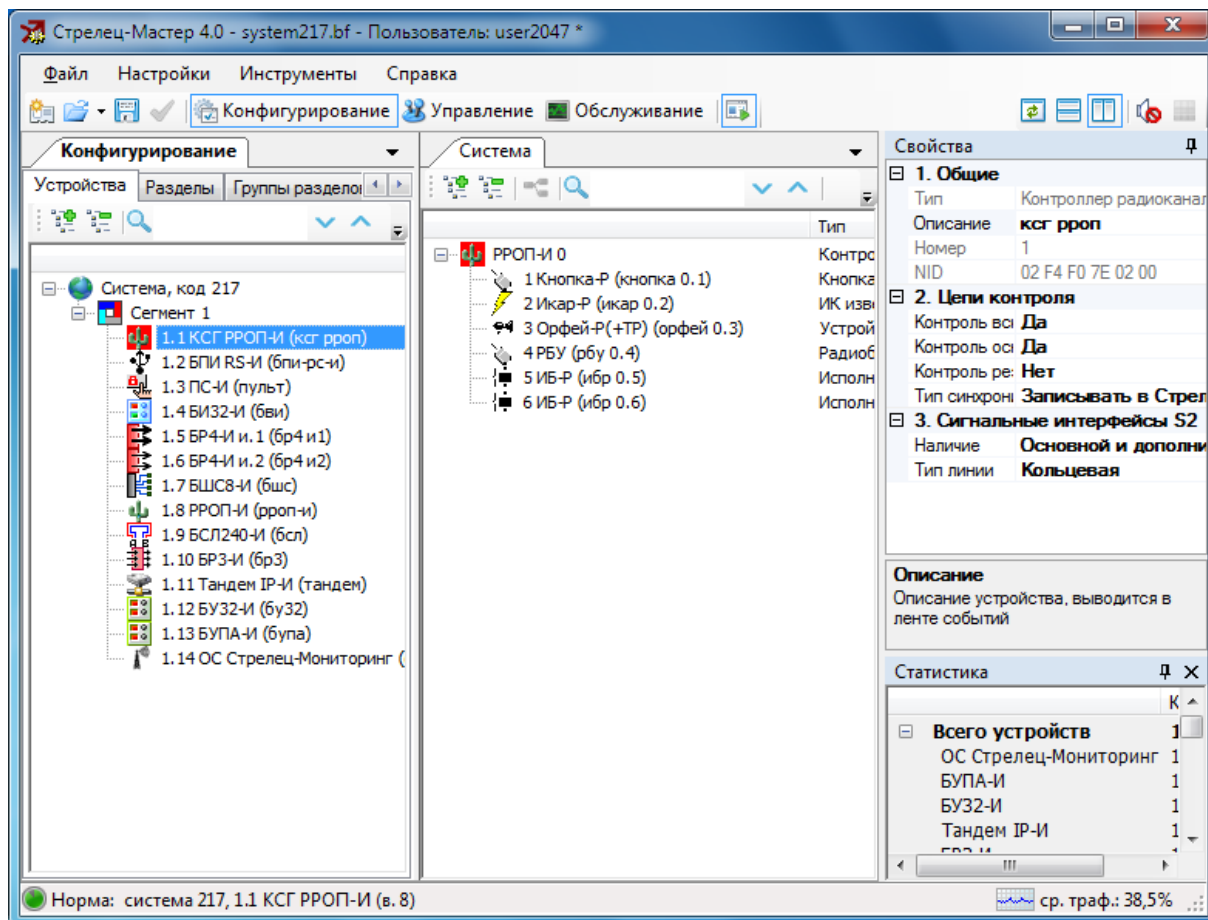 Стрелец-Мастер 4.0 - system217.bf - Пользователь: user2047 *
Файл Настройки Инструменты Справка
Конфигурирование Управление Обслуживание
Конфигурирование
Устройства Разделы Группы разделов
Система, код 217
Сегмент 1
1.1 КСГ РРОП-И (ксг рроп)
1.2 БПИ RS-И (бпи-рс-и)
1.3 ПС-И (пульт)
1.4 БИ32-И (бви)
1.5 БР4-И и.1 (бр4 и1)
1.6 БР4-И и.2 (бр4 и2)
1.7 БШС8-И (бшс)
1.8 РРОП-И (рроп-и)
1.9 БСЛ240-И (бсл)
1.10 БР3-И (бр3)
1.11 Тандем IP-И (тандем)
1.12 БУ32-И (бу32)
1.13 БУПА-И (бупа)
1.14 ОС Стрелец-Мониторинг (
Система
Тип
РРОП-И 0 Контро
1 Кнопка-Р (кнопка 0.1) Кнопка
2 Икар-Р (икар 0.2) ИК изв
3 Орфей-Р(+ТР) (орфей 0.3) Устрой
4 РБУ (рбу 0.4) Радиоб
5 ИБ-Р (ибр 0.5) Исполн
6 ИБ-Р (ибр 0.6) Исполн
Свойства
1. Общие
Тип Контроллер радиоканал
Описание ксг рроп
Номер 1
NID 02 F4 F0 7E 02 00
2. Цепи контроля
Контроль вс Да
Контроль ос Да
Контроль ре: Нет
Тип синхрон Записывать в Стрел
3. Сигнальные интерфейсы S2
Наличие Основной и дополни
Тип линии Кольцевая
Описание
Описание устройства, выводится в
ленте событий
Статистика
К
Всего устройств 1
ОС Стрелец-Мониторинг 1
БУПА-И 1
БУ32-И 1
Тандем IP-И 1
Норма: система 217, 1.1 КСГ РРОП-И (в. 8)
ср. траф.: 38,5%